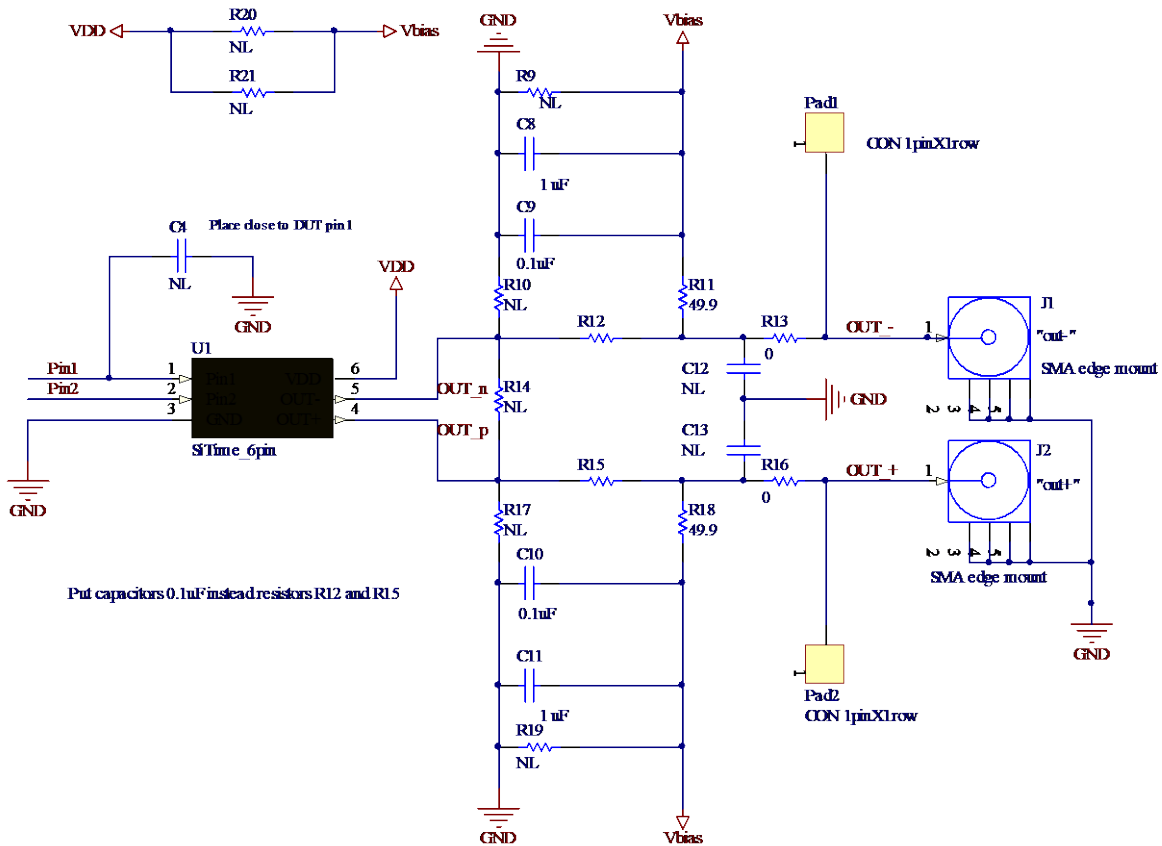 R20
VDD
Vbias
NL
R21
NL
GND
Vbias
R9
NL
C8
1 uF
C9
0.1uF
Pad1
1
CON 1pinX1row
C4
Place close to DUT pin1
NL
GND
VDD
R10
NL
R11
49.9
R12
R13
0
OUT_-
1
J1
"out-"
SMA edge mount
2 3 4 5
U1
Pin1
Pin2
1
2
3
Pin1
Pin2
GND
VDD
OUT-
OUT+
6
5
4
SiTime_6pin
GND
OUT_n
OUT_p
R14
NL
C12
NL
GND
C13
NL
R15
R16
0
OUT_+
1
J2
"out+"
2 3 4 5
SMA edge mount
GND
R17
NL
R18
49.9
C10
0.1uF
Put capacitors 0.1uF instead resistors R12 and R15
C11
1 uF
R19
NL
1
Pad2
CON 1pinX1row
GND
Vbias